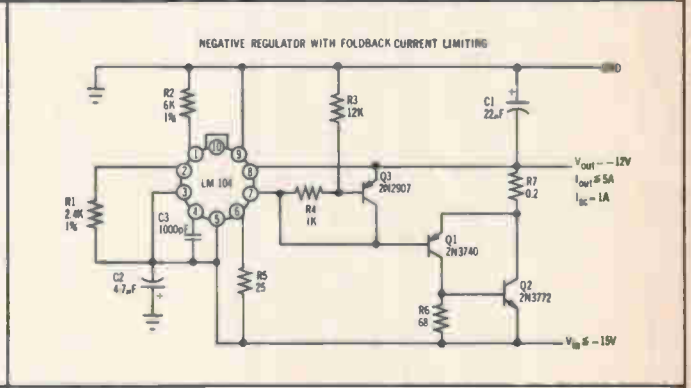 NEGATIVE REGULATOR WITH FOLDBACK CURRENT LIMITING
GND
R2
6K
1%
R3
12K
C1
22µF
+
10
1
9
2
8
3
7
4
5
6
LM 104
R1
2.4K
1%
C3
1000pF
R4
1K
Q3
2N2907
Vout - -12V
Iout ≤ 5A
Isc - 1A
R7
0.2
C2
4.7µF
+
R5
25
Q1
2N3740
Q2
2N3772
R6
68
Vin ≤ -15V